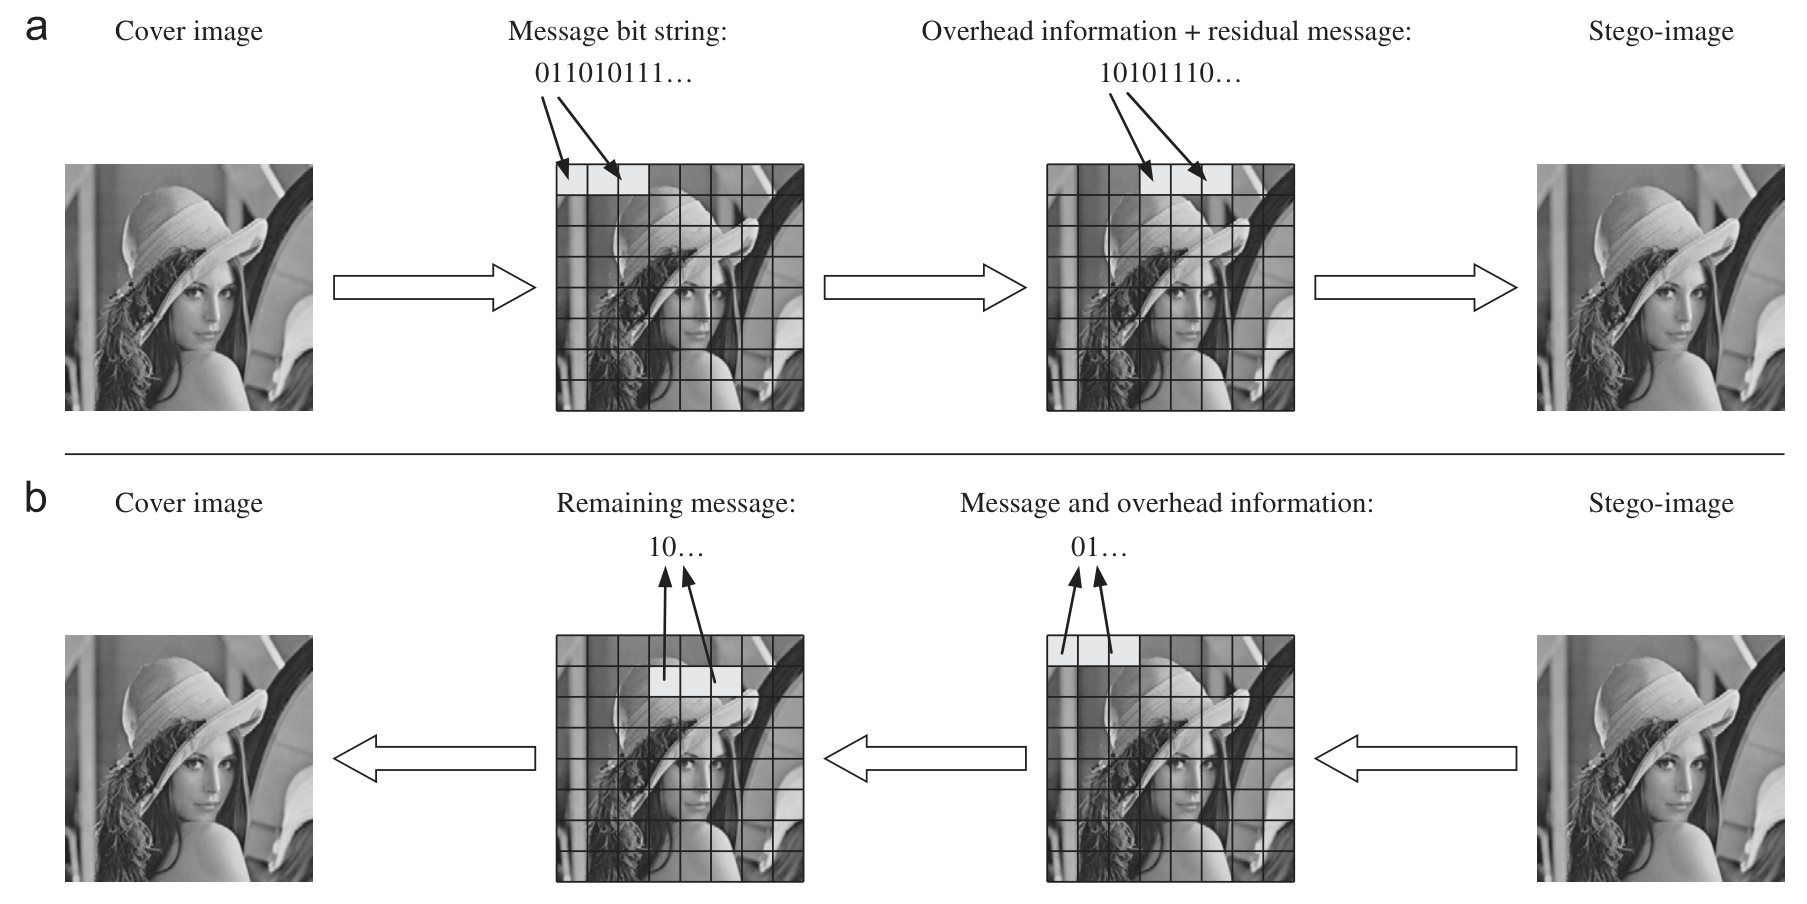 a
Cover image
Message bit string:
011010111…
Overhead information + residual message:
10101110…
Stego-image
b
Cover image
Remaining message:
10…
Message and overhead information:
01…
Stego-image